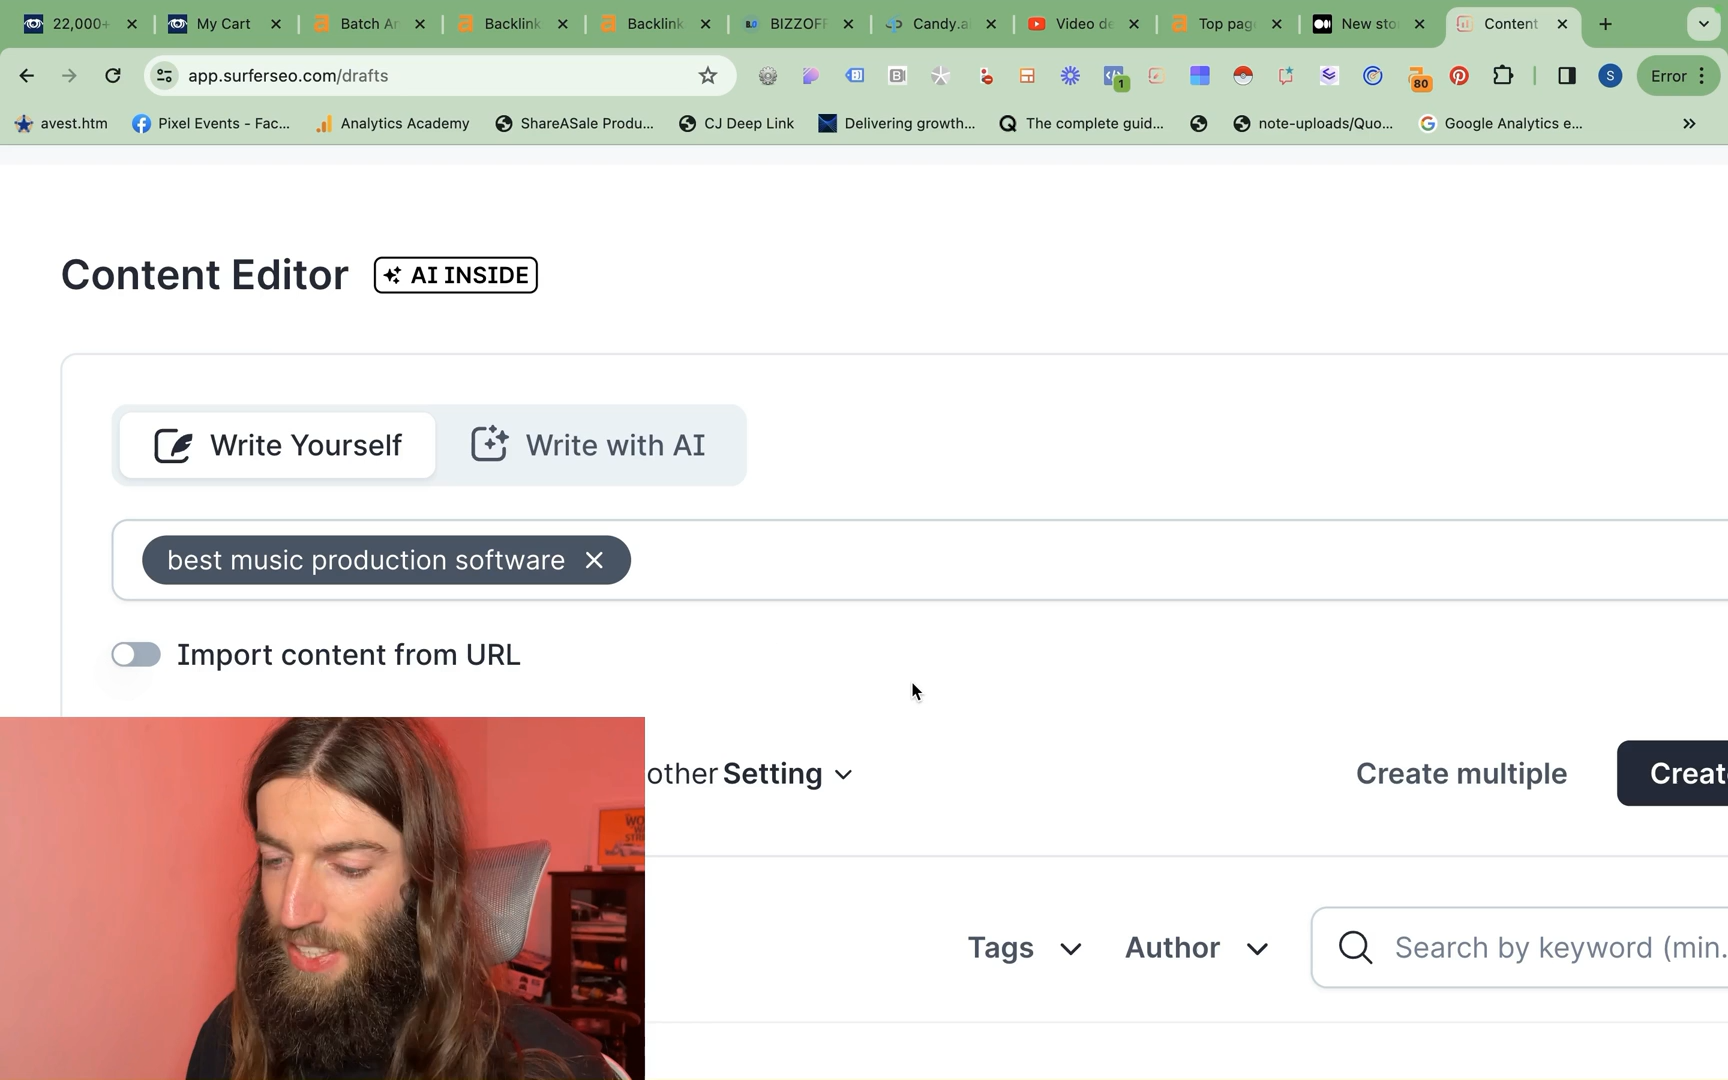 22,000+
My Cart
Batch An
Backlink
Backlink
BIZZOFF
Candy.a
Video de
Top pag
New sto
Content
app.surferseo.com/drafts
1
80
S
Error
avest.htm
Pixel Events - Fac...
Analytics Academy
ShareASale Produ...
CJ Deep Link
Delivering growth...
The complete guid...
note-uploads/Quo...
Google Analytics e...
Content Editor
AI INSIDE
Write Yourself
Write with AI
best music production software
Import content from URL
other Setting
Create multiple
Creat
Tags
Author
Search by keyword (min.